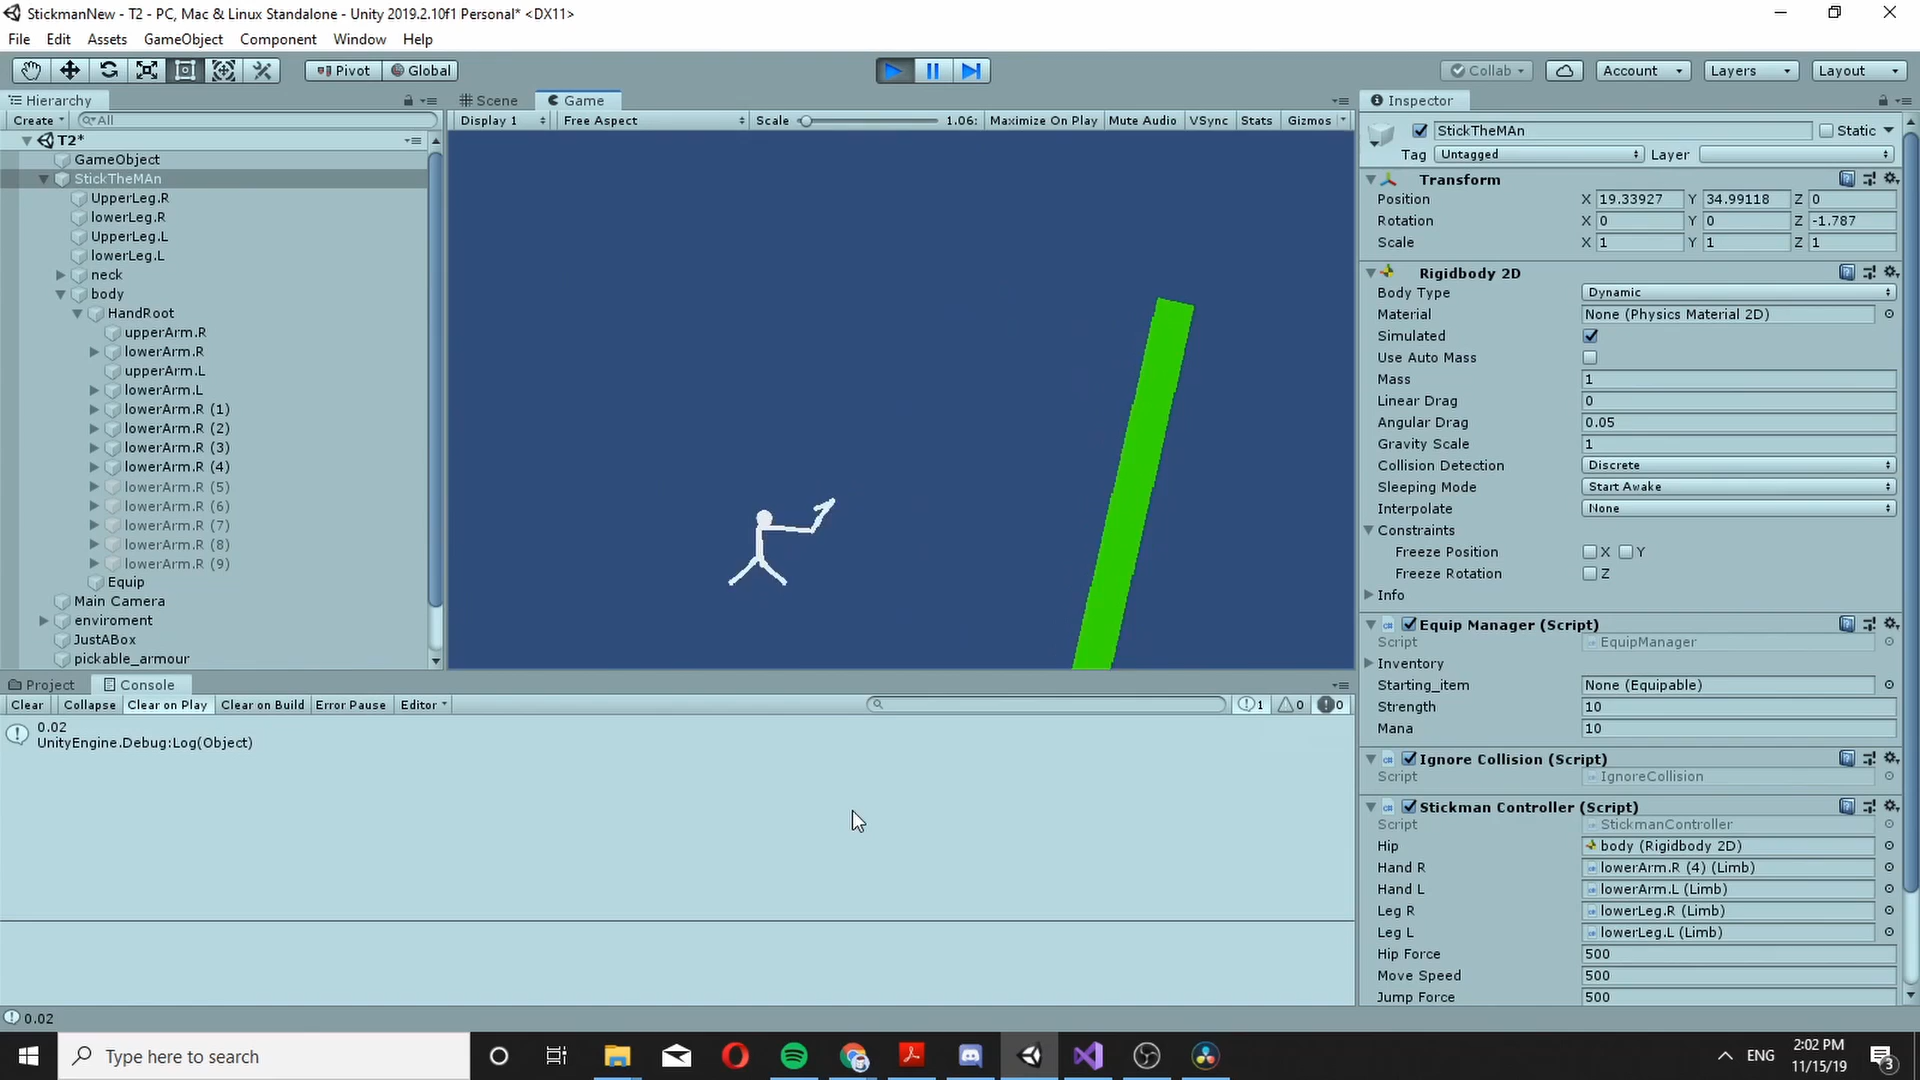 StickmanNew - T2 - PC, Mac & Linux Standalone - Unity 2019.2.10f1 Personal* <DX11>
File Edit Assets GameObject Component Window Help
Pivot Global Collab Account Layers Layout
Hierarchy
Create All
T2*
GameObject
StickTheMAn
UpperLeg.R
lowerLeg.R
UpperLeg.L
lowerLeg.L
neck
body
HandRoot
upperArm.R
lowerArm.R
upperArm.L
lowerArm.L
lowerArm.R (1)
lowerArm.R (2)
lowerArm.R (3)
lowerArm.R (4)
lowerArm.R (5)
lowerArm.R (6)
lowerArm.R (7)
lowerArm.R (8)
lowerArm.R (9)
Equip
Main Camera
enviroment
JustABox
pickable_armour
Scene Game
Display 1 Free Aspect Scale 1.06: Maximize On Play Mute Audio VSync Stats Gizmos
Inspector
StickTheMAn Static
Tag Untagged Layer
Transform
Position X 19.33927 Y 34.99118 Z 0
Rotation X 0 Y 0 Z -1.787
Scale X 1 Y 1 Z 1
Rigidbody 2D
Body Type Dynamic
Material None (Physics Material 2D)
Simulated
Use Auto Mass
Mass 1
Linear Drag 0
Angular Drag 0.05
Gravity Scale 1
Collision Detection Discrete
Sleeping Mode Start Awake
Interpolate None
Constraints
Freeze Position X Y
Freeze Rotation Z
Info
Equip Manager (Script)
Script EquipManager
Inventory
Starting_item None (Equipable)
Strength 10
Mana 10
Ignore Collision (Script)
Script IgnoreCollision
Stickman Controller (Script)
Script StickmanController
Hip body (Rigidbody 2D)
Hand R lowerArm.R (4) (Limb)
Hand L lowerArm.L (Limb)
Leg R lowerLeg.R (Limb)
Leg L lowerLeg.L (Limb)
Hip Force 500
Move Speed 500
Jump Force 500
Project Console
Clear Collapse Clear on Play Clear on Build Error Pause Editor 1 0 0
0.02
UnityEngine.Debug:Log(Object)
0.02
Type here to search
ENG
2:02 PM
11/15/19
3